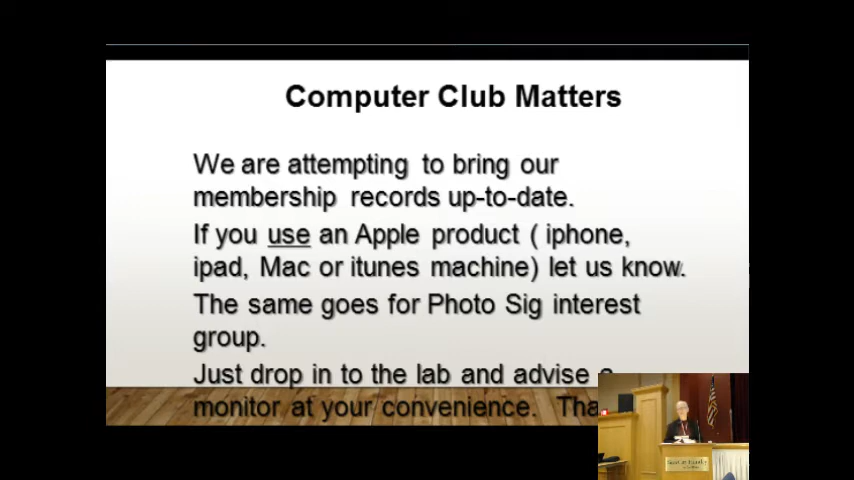 Computer Club Matters
We are attempting to bring our
membership records up-to-date.
If you use an Apple product ( iphone,
ipad, Mac or itunes machine) let us know.
The same goes for Photo Sig interest
group.
Just drop in to the lab and advise a
monitor at your convenience. Tha